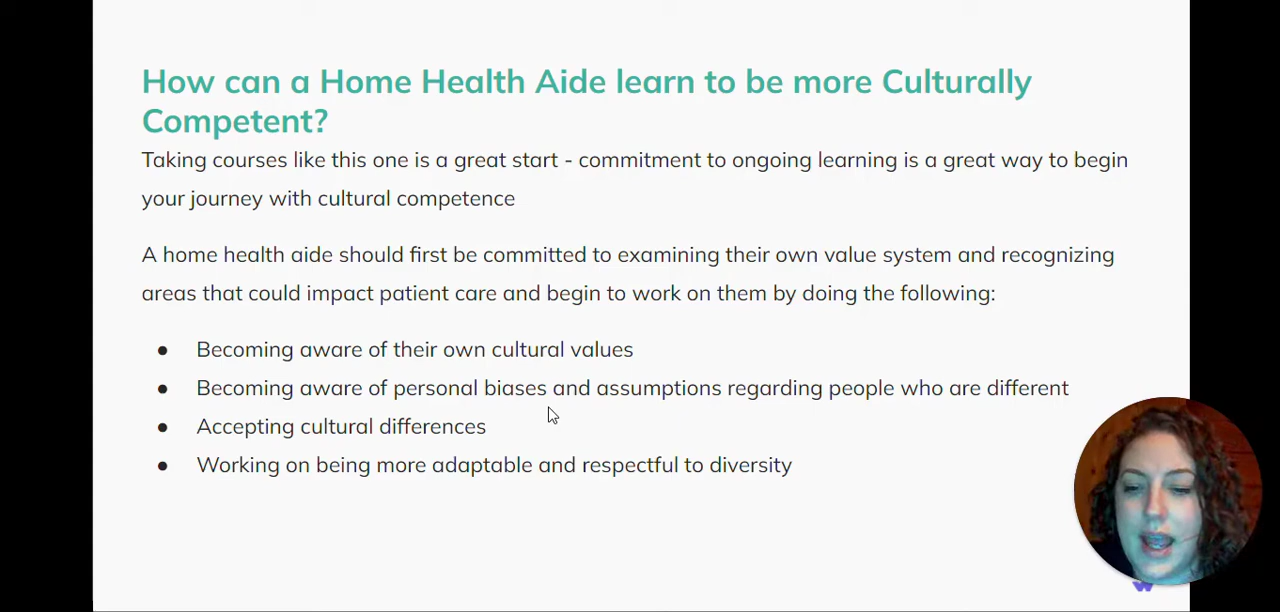 How can a Home Health Aide learn to be more Culturally
Competent?
Taking courses like this one is a great start - commitment to ongoing learning is a great way to begin
your journey with cultural competence
A home health aide should first be committed to examining their own value system and recognizing
areas that could impact patient care and begin to work on them by doing the following:
● Becoming aware of their own cultural values
● Becoming aware of personal biases and assumptions regarding people who are different
● Accepting cultural differences
● Working on being more adaptable and respectful to diversity